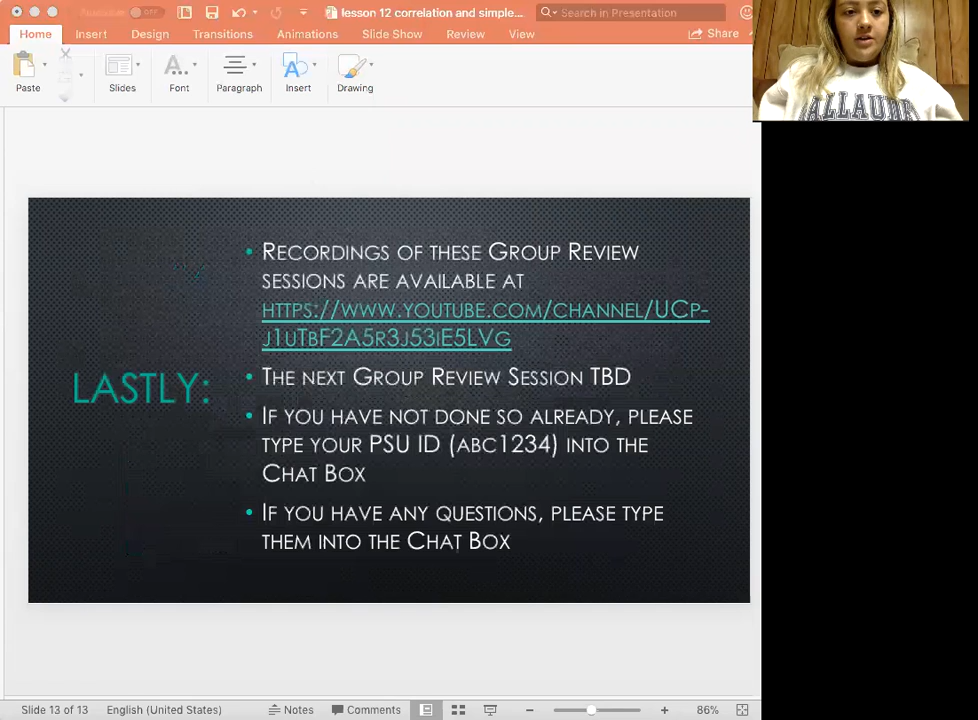 lesson 12 correlation and simple...
Search in Presentation
Home Insert Design Transitions Animations Slide Show Review View Share
Paste Slides Font Paragraph Insert Drawing
ALLAUDE
LASTLY:
• RECORDINGS OF THESE GROUP REVIEW
SESSIONS ARE AVAILABLE AT
HTTPS://WWW.YOUTUBE.COM/CHANNEL/UCP-
J1UTBF2A5R3J53IE5LVG
• THE NEXT GROUP REVIEW SESSION TBD
• IF YOU HAVE NOT DONE SO ALREADY, PLEASE
TYPE YOUR PSU ID (ABC1234) INTO THE
CHAT BOX
• IF YOU HAVE ANY QUESTIONS, PLEASE TYPE
THEM INTO THE CHAT BOX
Slide 13 of 13 English (United States) Notes Comments 86%